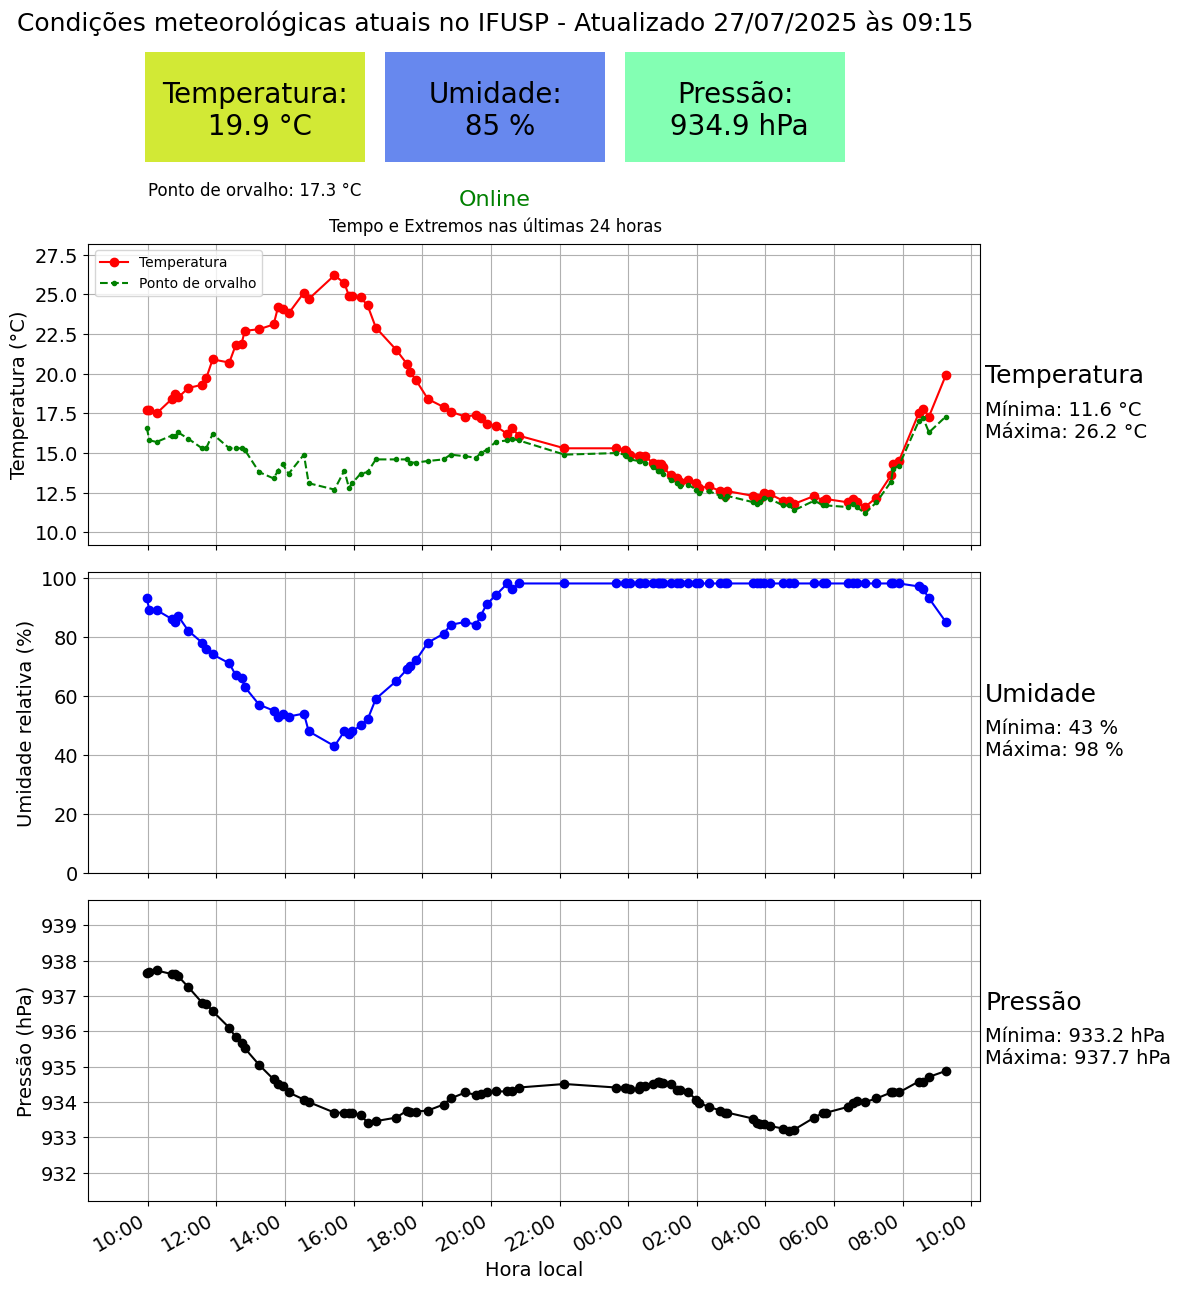 Condições meteorológicas atuais no IFUSP - Atualizado 27/07/2025 às 09:15
Temperatura:
19.9 °C
Umidade:
85 %
Pressão:
934.9 hPa
Ponto de orvalho: 17.3 °C
Online
Tempo e Extremos nas últimas 24 horas
Temperatura (°C)
27.5
25.0
22.5
20.0
17.5
15.0
12.5
10.0
Temperatura
Ponto de orvalho
Temperatura
Mínima: 11.6 °C
Máxima: 26.2 °C
Umidade relativa (%)
100
80
60
40
20
0
Umidade
Mínima: 43 %
Máxima: 98 %
Pressão (hPa)
939
938
937
936
935
934
933
932
Pressão
Mínima: 933.2 hPa
Máxima: 937.7 hPa
10:00 12:00 14:00 16:00 18:00 20:00 22:00 00:00 02:00 04:00 06:00 08:00 10:00
Hora local